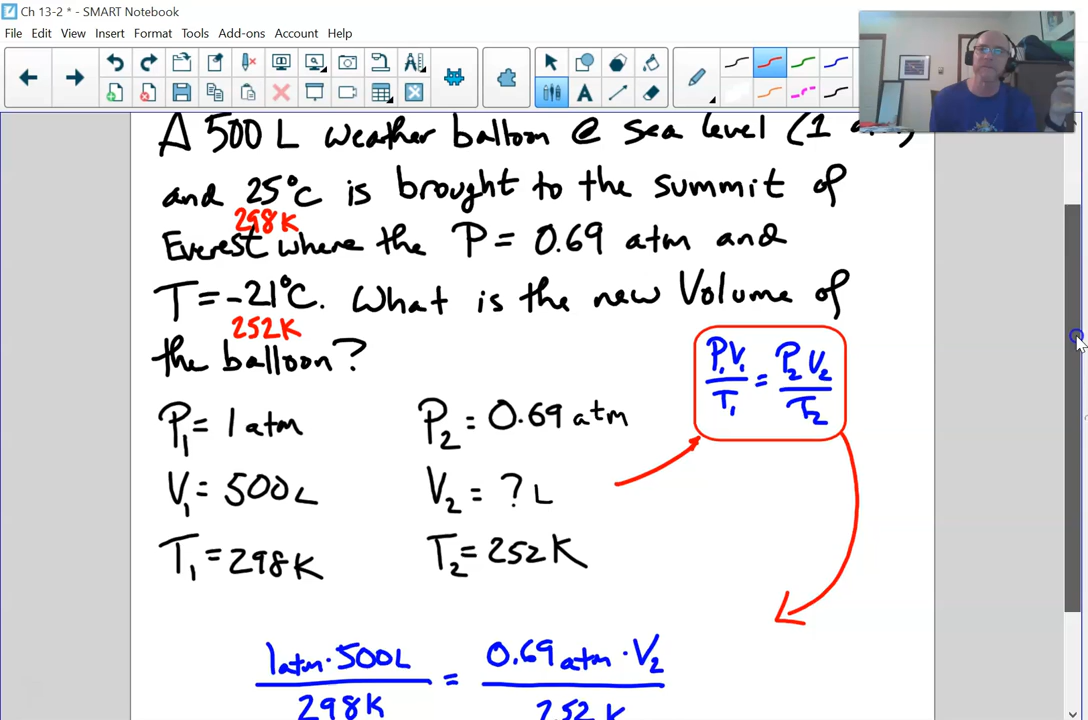 Ch 13-2 * - SMART Notebook
File Edit View Insert Format Tools Add-ons Account Help
A 500 L weather balloon @ sea level (1
and 25°C is brought to the summit of
298K
Everest where the P = 0.69 atm and
T = -21°C. What is the new Volume of
252K
the balloon?
P₁V₁/T₁ = P₂V₂/T₂
P₁ = 1 atm P₂ = 0.69 atm
V₁ = 500 L V₂ = ? L
T₁ = 298K T₂ = 252 K
1atm · 500L = 0.69 atm · V₂
298K 252 K